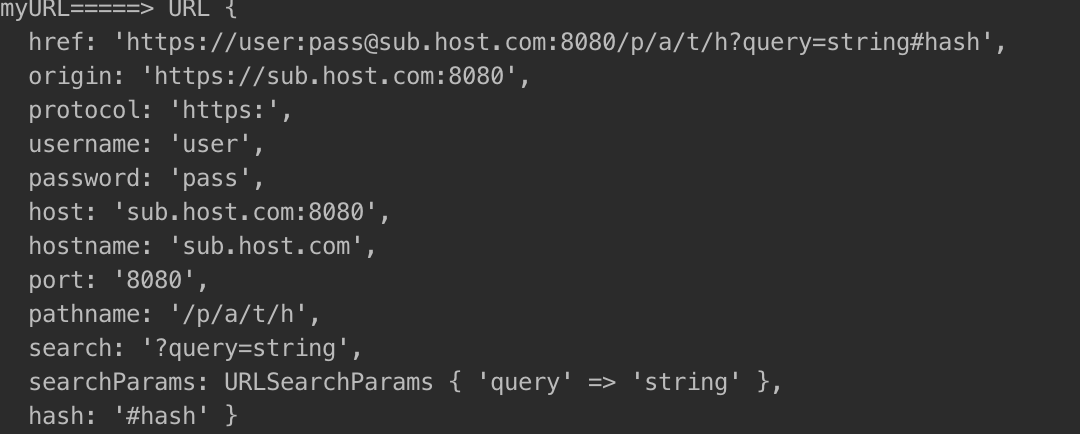 myURL=====> URL {
  href: 'https://user:pass@sub.host.com:8080/p/a/t/h?query=string#hash',
  origin: 'https://sub.host.com:8080',
  protocol: 'https:',
  username: 'user',
  password: 'pass',
  host: 'sub.host.com:8080',
  hostname: 'sub.host.com',
  port: '8080',
  pathname: '/p/a/t/h',
  search: '?query=string',
  searchParams: URLSearchParams { 'query' => 'string' },
  hash: '#hash' }